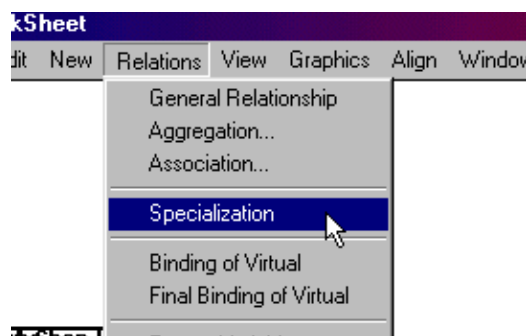 kSheet
dit New Relations View Graphics Align Window
General Relationship
Aggregation...
Association...
Specialization
Binding of Virtual
Final Binding of Virtual